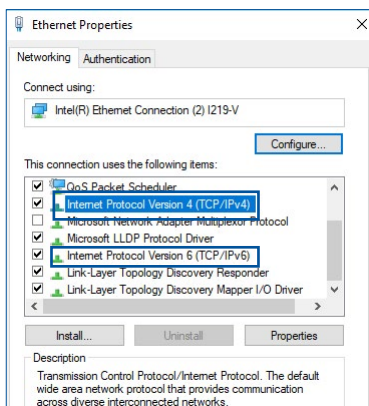 Ethernet Properties
Networking Authentication
Connect using:
Intel(R) Ethernet Connection (2) I219-V
Configure...
This connection uses the following items:
QoS Packet Scheduler
Internet Protocol Version 4 (TCP/IPv4)
Microsoft Network Adapter Multiplexor Protocol
Microsoft LLDP Protocol Driver
Internet Protocol Version 6 (TCP/IPv6)
Link-Layer Topology Discovery Responder
Link-Layer Topology Discovery Mapper I/O Driver
Install... Uninstall Properties
Description
Transmission Control Protocol/Internet Protocol. The default
wide area network protocol that provides communication
across diverse interconnected networks.